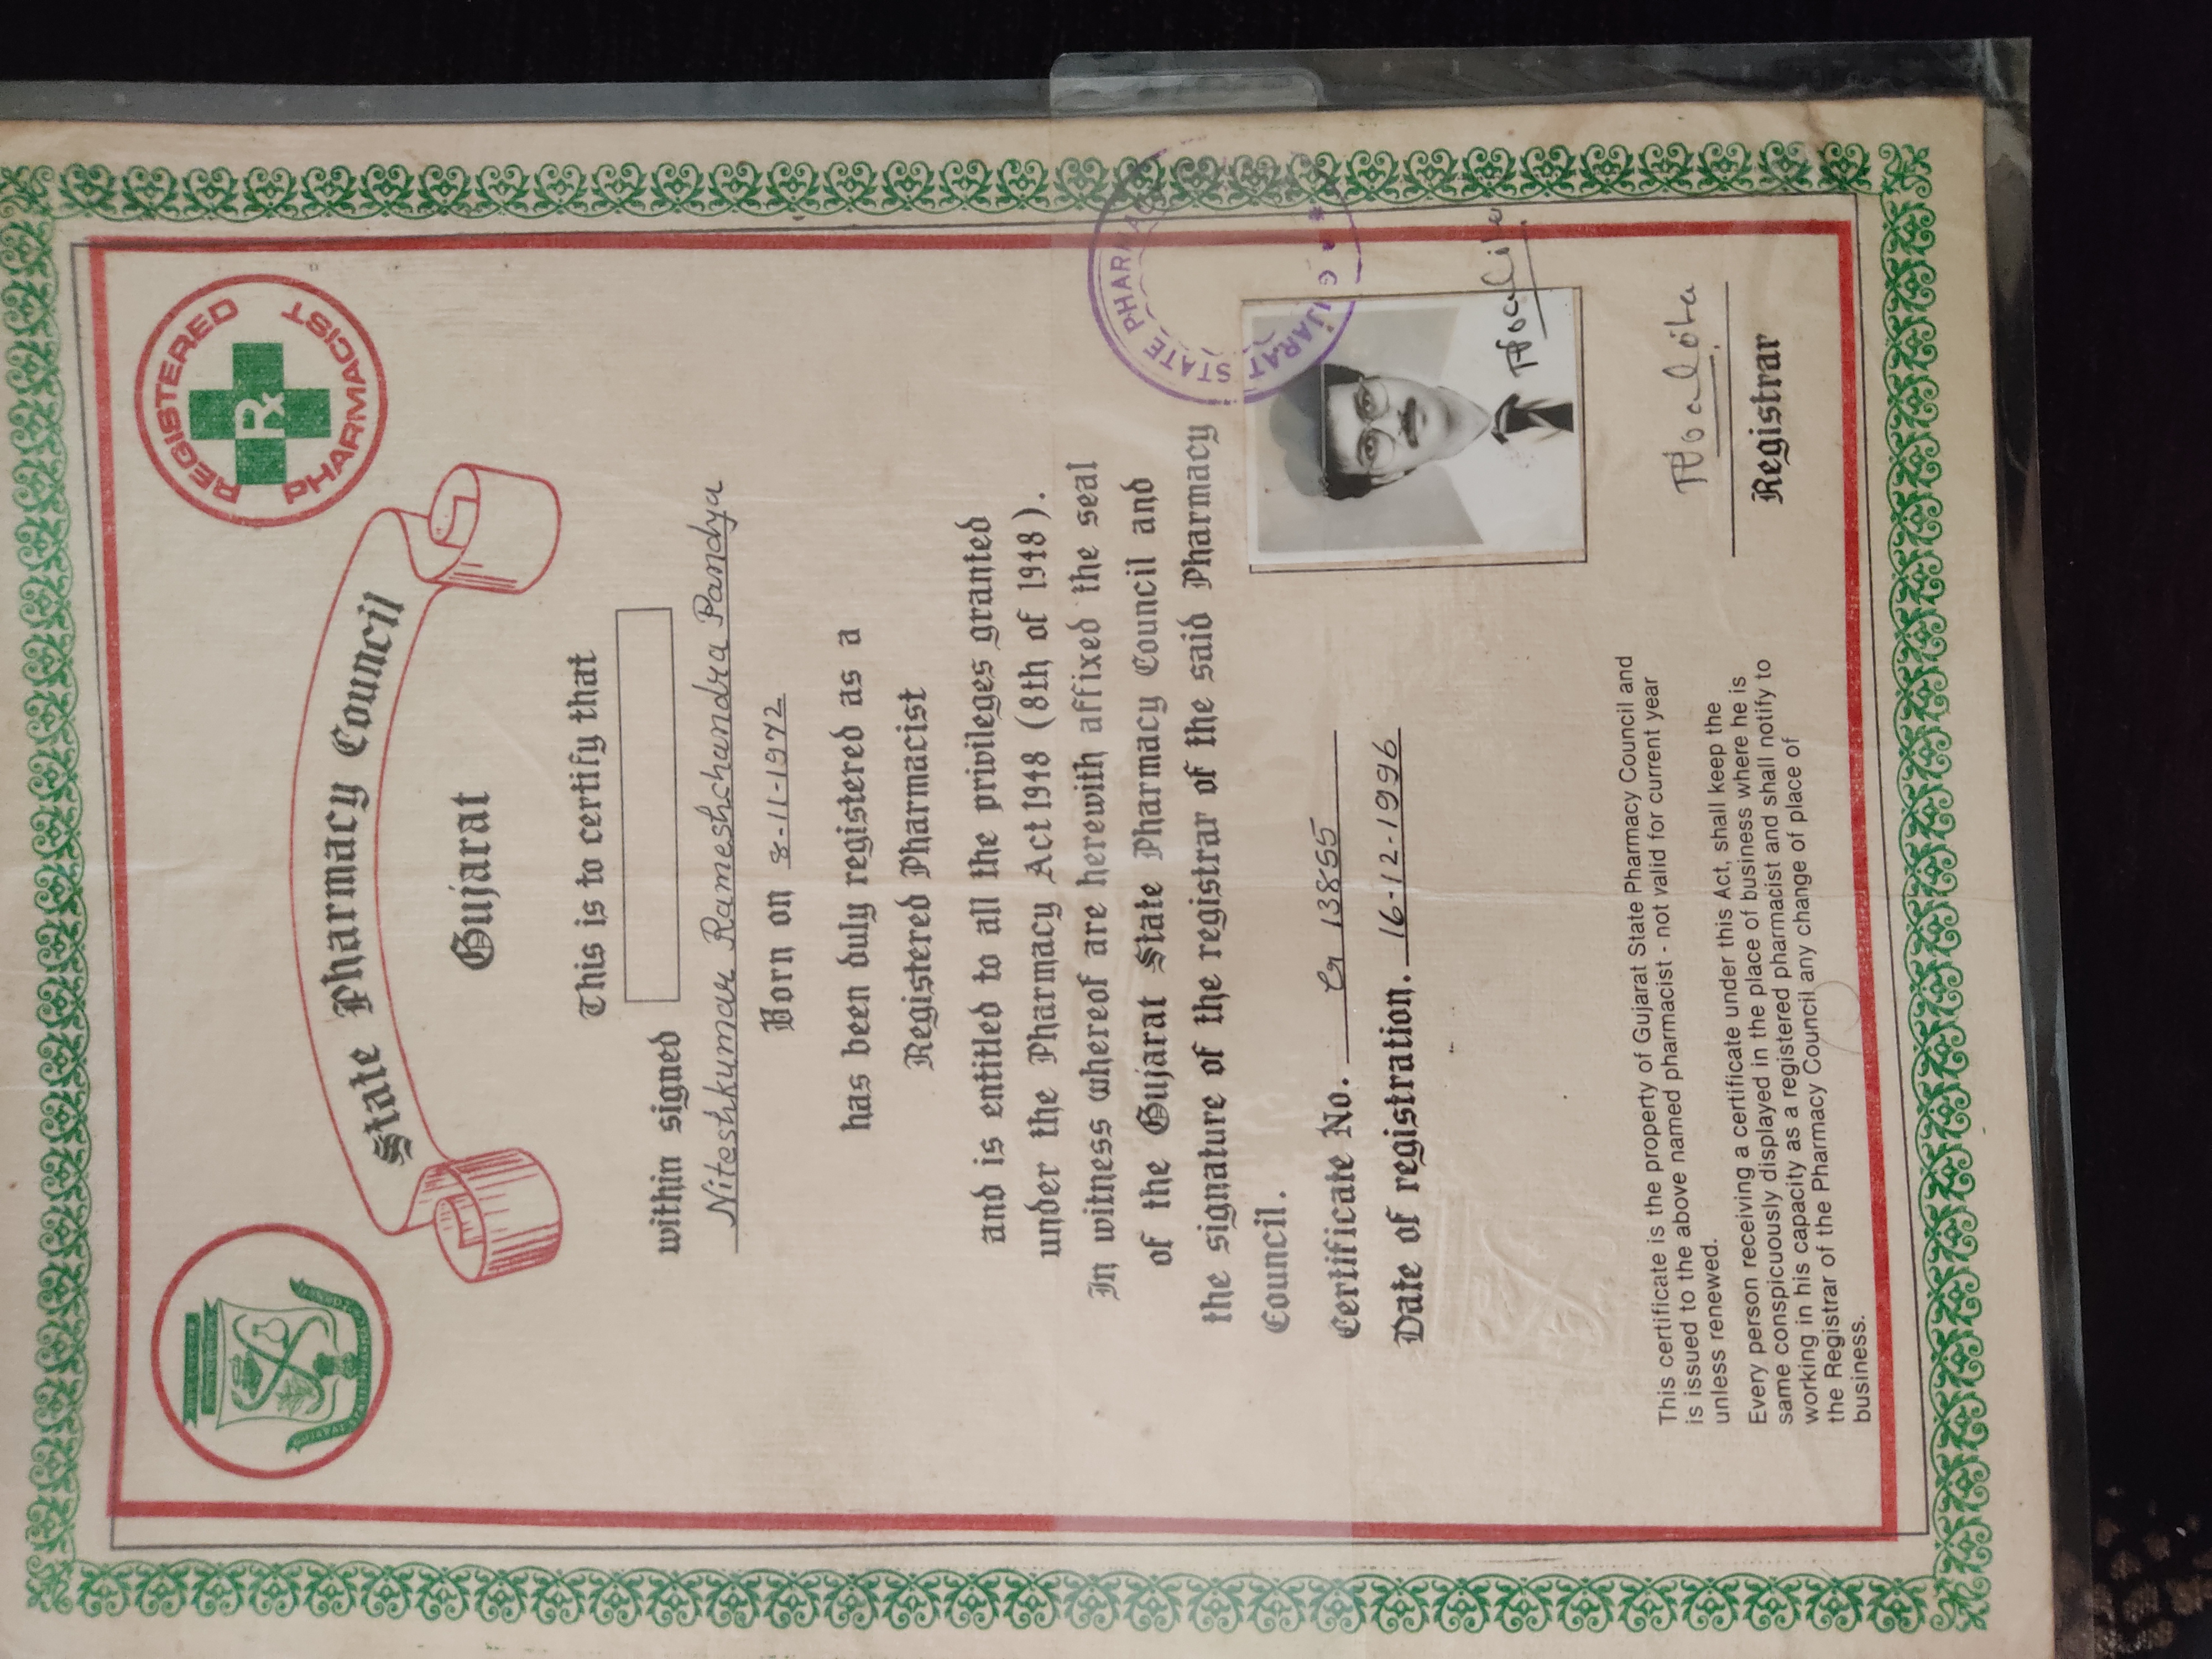 REGISTERED PHARMACIST
Rx
State Pharmacy Council
Gujarat
This is to certify that
within signed
Niteshkumar Rameshchandra Pandya
Born on 8-11-1972
has been duly registered as a
Registered Pharmacist
and is entitled to all the privileges granted
under the Pharmacy Act 1948 (8th of 1948).
In witness whereof are herewith affixed the seal
of the Gujarat State Pharmacy Council and
the signature of the registrar of the said Pharmacy
Council.
GUJARAT STATE PHARMA
Certificate No. G 13855
Date of registration. 16-12-1996
This certificate is the property of Gujarat State Pharmacy Council and
is issued to the above named pharmacist - not valid for current year
unless renewed.
Every person receiving a certificate under this Act, shall keep the
same conspicuously displayed in the place of business where he is
working in his capacity as a registered pharmacist and shall notify to
the Registrar of the Pharmacy Council any change of place of
business.
Registrar